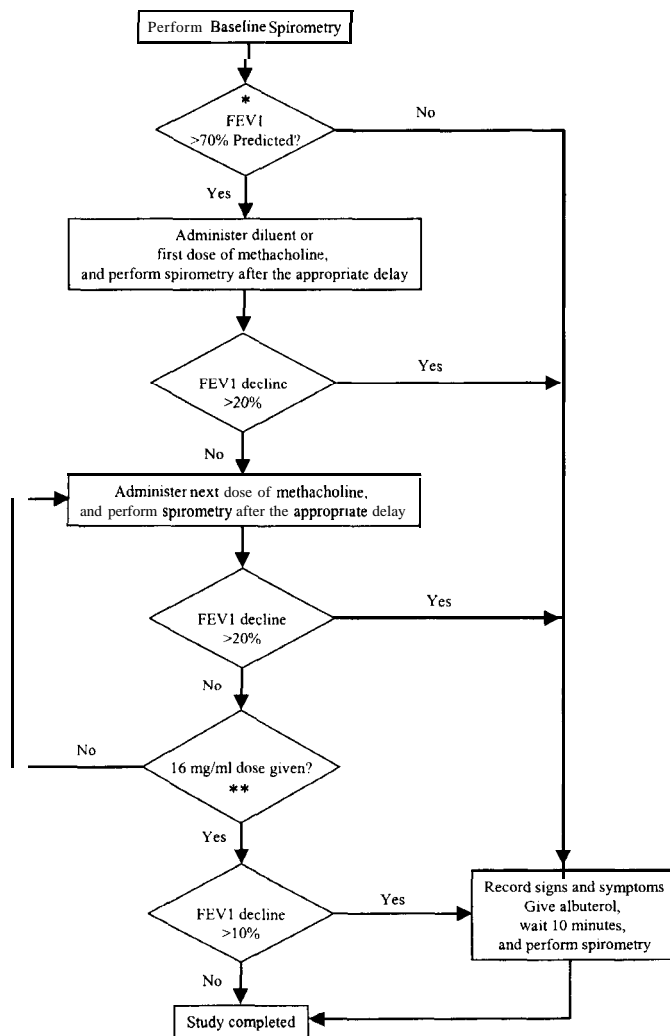 Perform Baseline Spirometry
*
FEV1
>70% Predicted?
No
Yes
Administer diluent or
first dose of methacholine,
and perform spirometry after the appropriate delay
FEV1 decline
>20%
Yes
No
Administer next dose of methacholine,
and perform spirometry after the appropriate delay
FEV1 decline
>20%
Yes
No
16 mg/ml dose given?
**
No
Yes
FEV1 decline
>10%
Yes
Record signs and symptoms
Give albuterol,
wait 10 minutes,
and perform spirometry
No
Study completed